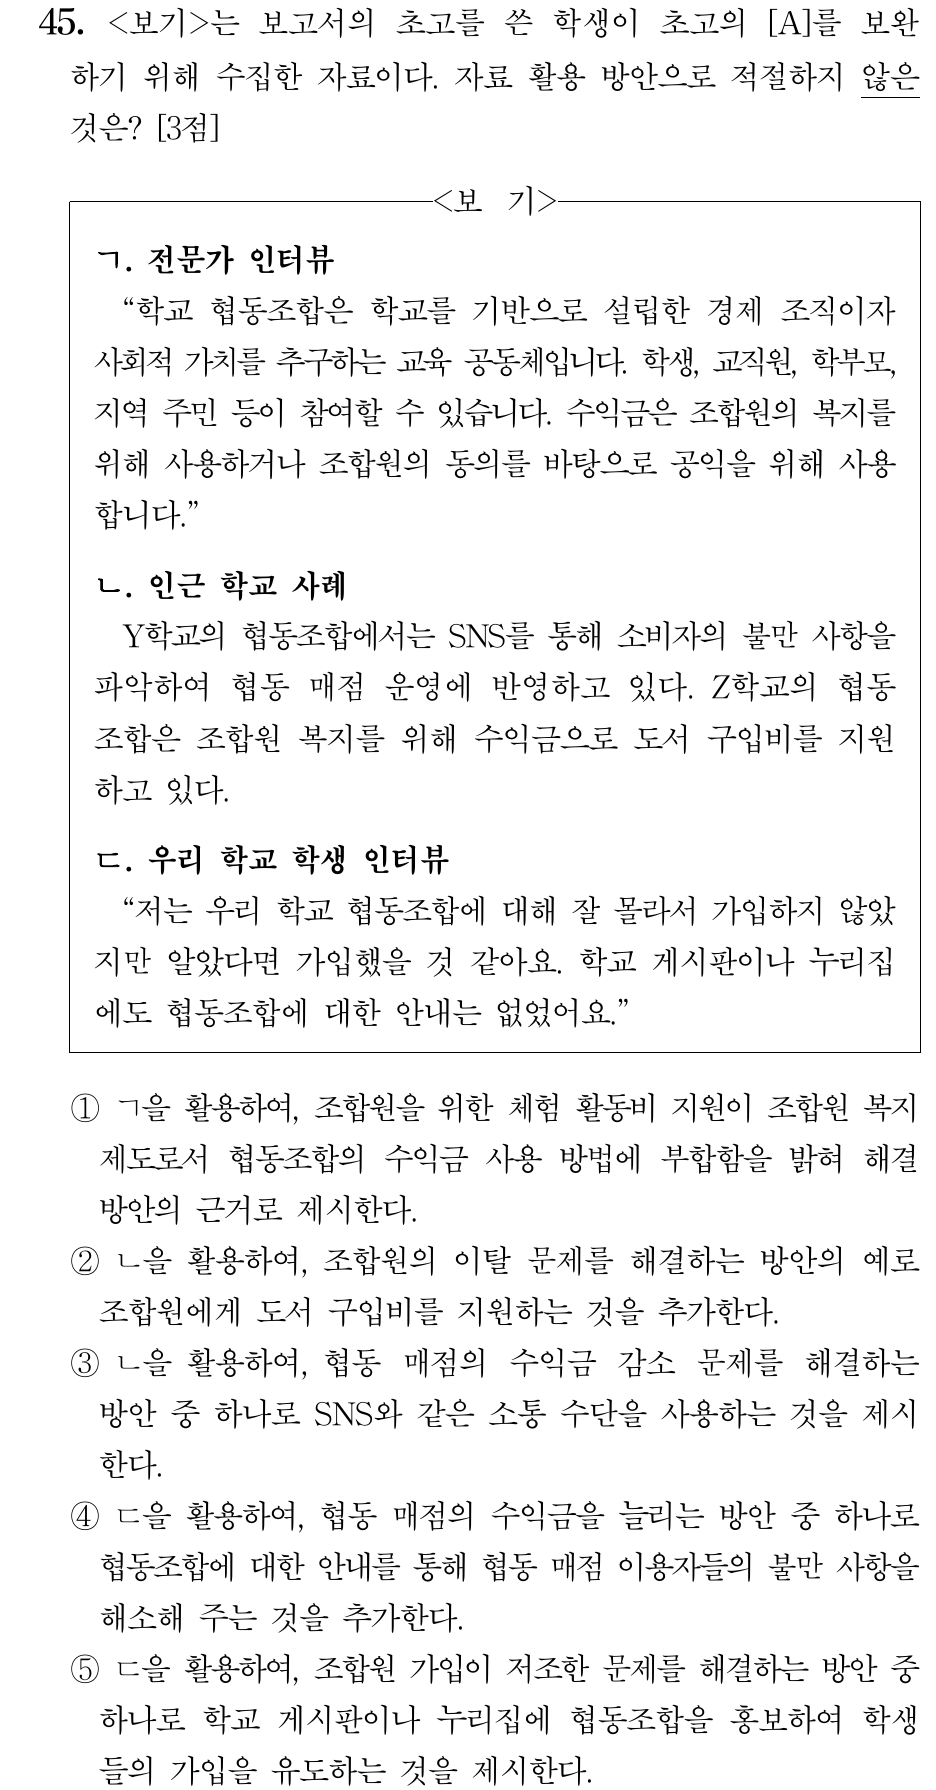 45. <보기>는 보고서의 초고를 쓴 학생이 초고의 [A]를 보완
하기 위해 수집한 자료이다. 자료 활용 방안으로 적절하지 않은
것은? [3점]
<보 기>
ㄱ. 전문가 인터뷰
“학교 협동조합은 학교를 기반으로 설립한 경제 조직이자
사회적 가치를 추구하는 교육 공동체입니다. 학생, 교직원, 학부모,
지역 주민 등이 참여할 수 있습니다. 수익금은 조합원의 복지를
위해 사용하거나 조합원의 동의를 바탕으로 공익을 위해 사용
합니다.”
ㄴ. 인근 학교 사례
Y학교의 협동조합에서는 SNS를 통해 소비자의 불만 사항을
파악하여 협동 매점 운영에 반영하고 있다. Z학교의 협동
조합은 조합원 복지를 위해 수익금으로 도서 구입비를 지원
하고 있다.
ㄷ. 우리 학교 학생 인터뷰
“저는 우리 학교 협동조합에 대해 잘 몰라서 가입하지 않았
지만 알았다면 가입했을 것 같아요. 학교 게시판이나 누리집
에도 협동조합에 대한 안내는 없었어요.”
① ㄱ을 활용하여, 조합원을 위한 체험 활동비 지원이 조합원 복지
제도로서 협동조합의 수익금 사용 방법에 부합함을 밝혀 해결
방안의 근거로 제시한다.
② ㄴ을 활용하여, 조합원의 이탈 문제를 해결하는 방안의 예로
조합원에게 도서 구입비를 지원하는 것을 추가한다.
③ ㄴ을 활용하여, 협동 매점의 수익금 감소 문제를 해결하는
방안 중 하나로 SNS와 같은 소통 수단을 사용하는 것을 제시
한다.
④ ㄷ을 활용하여, 협동 매점의 수익금을 늘리는 방안 중 하나로
협동조합에 대한 안내를 통해 협동 매점 이용자들의 불만 사항을
해소해 주는 것을 추가한다.
⑤ ㄷ을 활용하여, 조합원 가입이 저조한 문제를 해결하는 방안 중
하나로 학교 게시판이나 누리집에 협동조합을 홍보하여 학생
들의 가입을 유도하는 것을 제시한다.